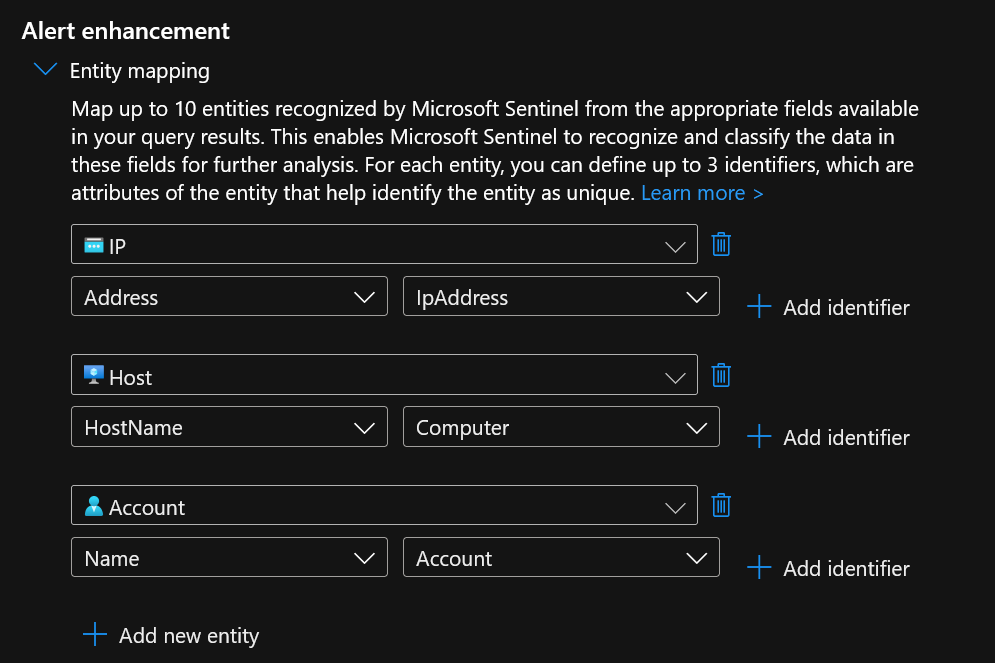 Alert enhancement
Entity mapping
Map up to 10 entities recognized by Microsoft Sentinel from the appropriate fields available
in your query results. This enables Microsoft Sentinel to recognize and classify the data in
these fields for further analysis. For each entity, you can define up to 3 identifiers, which are
attributes of the entity that help identify the entity as unique. Learn more >
IP
Address IpAddress Add identifier
Host
HostName Computer Add identifier
Account
Name Account Add identifier
Add new entity